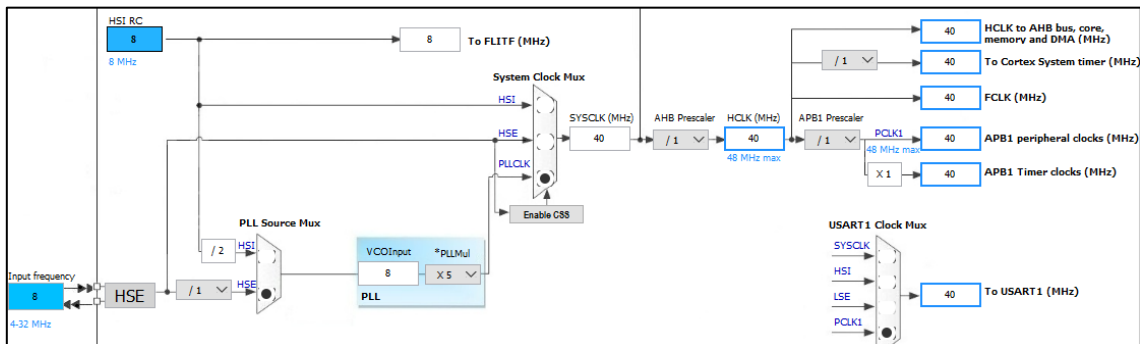 HSI RC
8
8 MHz
8
To FLITF (MHz)
System Clock Mux
HSI
HSE
PLLCLK
Enable CSS
SYSCLK (MHz)
40
AHB Prescaler
/ 1
HCLK (MHz)
40
48 MHz max
APB1 Prescaler
/ 1
PCLK1
48 MHz max
X 1
40
HCLK to AHB bus, core,
memory and DMA (MHz)
/ 1
40
To Cortex System timer (MHz)
40
FCLK (MHz)
40
APB1 peripheral clocks (MHz)
40
APB1 Timer clocks (MHz)
PLL Source Mux
/ 2
HSI
/ 1
HSE
VCOInput
8
*PLLMul
X 5
PLL
Input frequency
8
4-32 MHz
HSE
USART1 Clock Mux
SYSCLK
HSI
LSE
PCLK1
40
To USART1 (MHz)